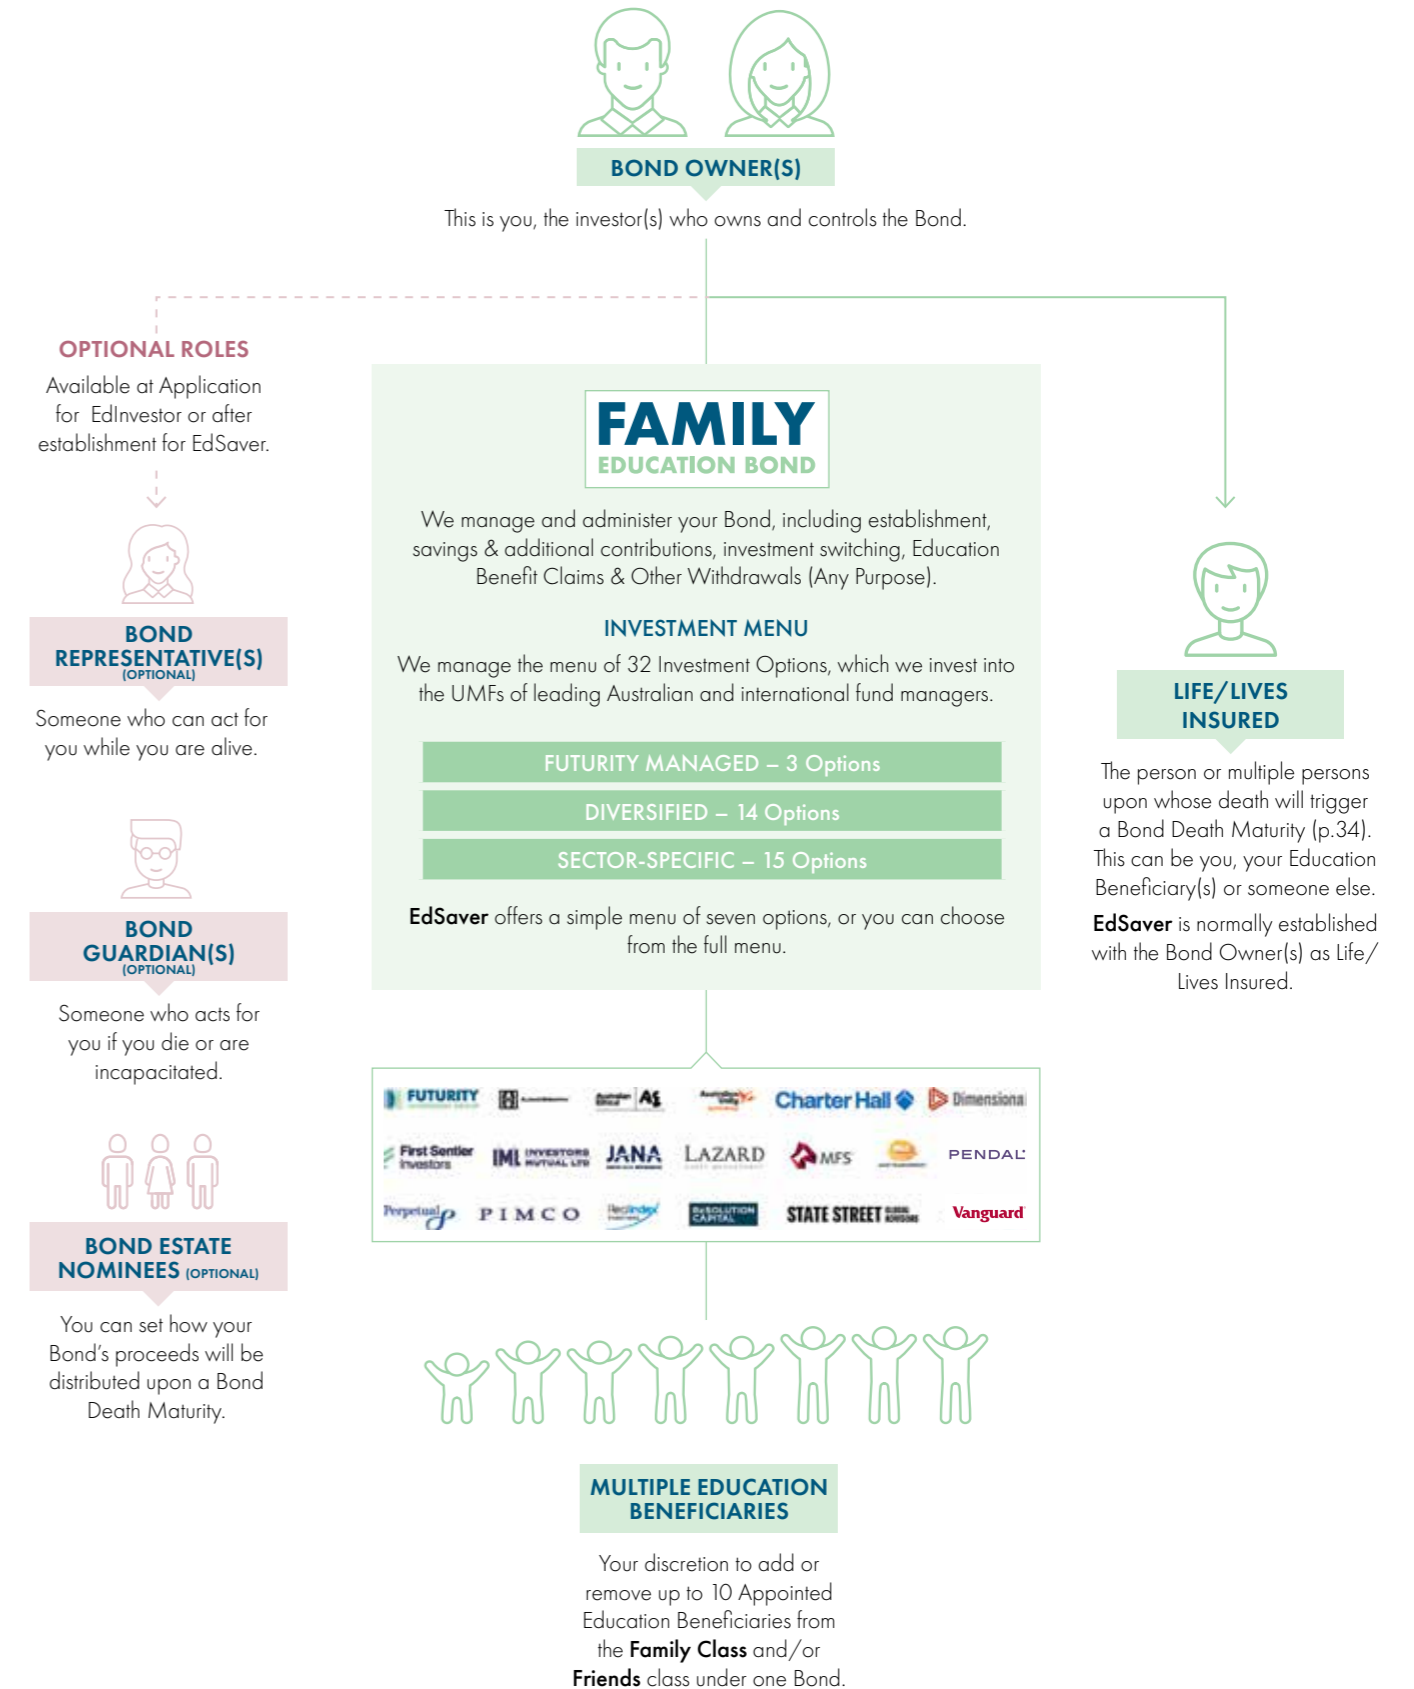 BOND OWNER(S)
This is you, the investor(s) who owns and controls the Bond.
OPTIONAL ROLES
Available at Application
for EdInvestor or after
establishment for EdSaver.
BOND
REPRESENTATIVE(S)
(OPTIONAL)
Someone who can act for
you while you are alive.
BOND
GUARDIAN(S)
(OPTIONAL)
Someone who acts for
you if you die or are
incapacitated.
BOND ESTATE
NOMINEES (OPTIONAL)
You can set how your
Bond’s proceeds will be
distributed upon a Bond
Death Maturity.
FAMILY
EDUCATION BOND
We manage and administer your Bond, including establishment,
savings & additional contributions, investment switching, Education
Benefit Claims & Other Withdrawals (Any Purpose).
INVESTMENT MENU
We manage the menu of 32 Investment Options, which we invest into
the UMFs of leading Australian and international fund managers.
FUTURITY MANAGED – 3 Options
DIVERSIFIED – 14 Options
SECTOR-SPECIFIC – 15 Options
EdSaver offers a simple menu of seven options, or you can choose
from the full menu.
LIFE/LIVES
INSURED
The person or multiple persons
upon whose death will trigger
a Bond Death Maturity (p.34).
This can be you, your Education
Beneficiary(s) or someone else.
EdSaver is normally established
with the Bond Owner(s) as Life/
Lives Insured.
FUTURITY
Charter Hall
Dimensional
First Sentier
Investors
IML INVESTORS
MUTUAL LTD
JANA
LAZARD
MFS
PENDAL
Perpetual
PIMCO
RealIndex
RESOLUTION
CAPITAL
STATE STREET GLOBAL
ADVISORS
Vanguard
MULTIPLE EDUCATION
BENEFICIARIES
Your discretion to add or
remove up to 10 Appointed
Education Beneficiaries from
the Family Class and/or
Friends class under one Bond.